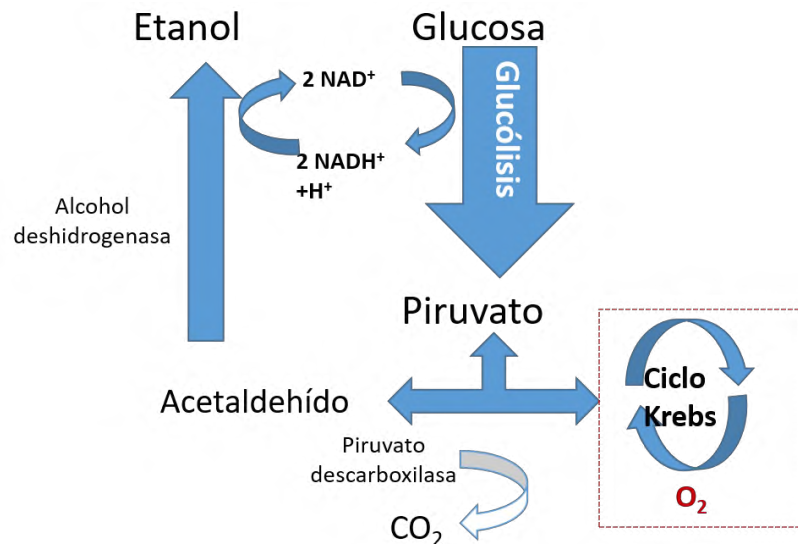 Etanol
Glucosa
2 NAD⁺
Glucólisis
2 NADH⁺
+H⁺
Alcohol
deshidrogenasa
Piruvato
Acetaldehído
Ciclo
Krebs
Piruvato
descarboxilasa
O₂
CO₂